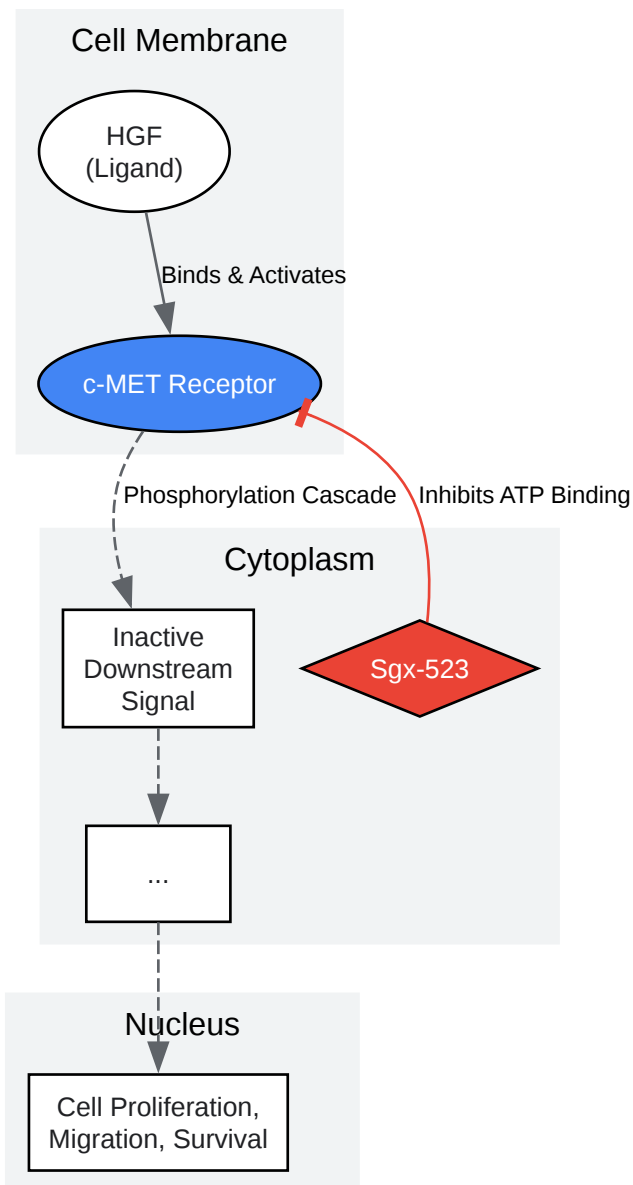 Cell Membrane
HGF
(Ligand)
Binds & Activates
c-MET Receptor
Phosphorylation Cascade
Inhibits ATP Binding
Cytoplasm
Inactive
Downstream
Signal
Sgx-523
...
Nucleus
Cell Proliferation,
Migration, Survival